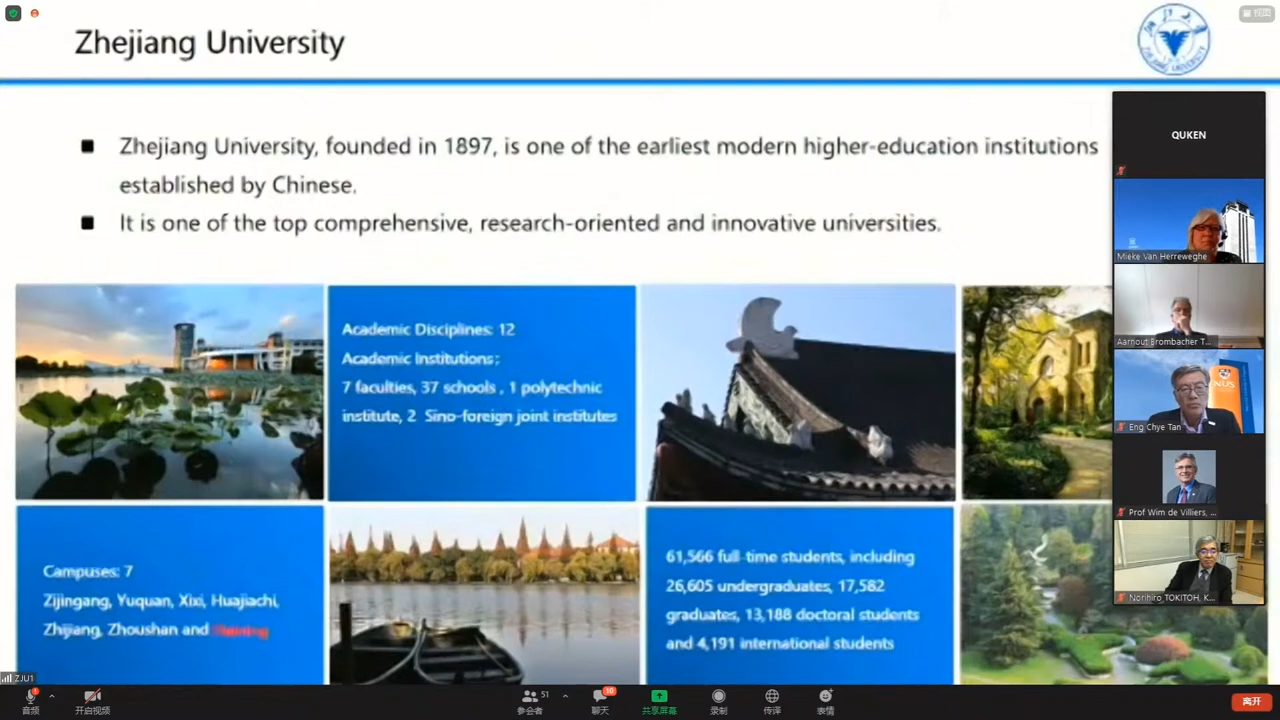 Zhejiang University
ZHEJIANG UNIVERSITY
视图
Zhejiang University, founded in 1897, is one of the earliest modern higher-education institutions
established by Chinese.
It is one of the top comprehensive, research-oriented and innovative universities.
QUKEN
Mieke Van Herreweghe
Aarnout Brombacher T...
NUS
Eng Chye Tan
Prof Wim de Villiers, ...
Norihiro TOKITOH, K...
Academic Disciplines: 12
Academic Institutions:
7 faculties, 37 schools , 1 polytechnic
institute, 2 Sino-foreign joint institutes
Campuses: 7
Zijingang, Yuquan, Xixi, Huajiachi,
Zhijiang, Zhoushan and Haining
61,566 full-time students, including
26,605 undergraduates, 17,582
graduates, 13,188 doctoral students
and 4,191 international students
ZJU1
音频
开启视频
51
参会者
10
聊天
共享屏幕
录制
传译
表情
离开